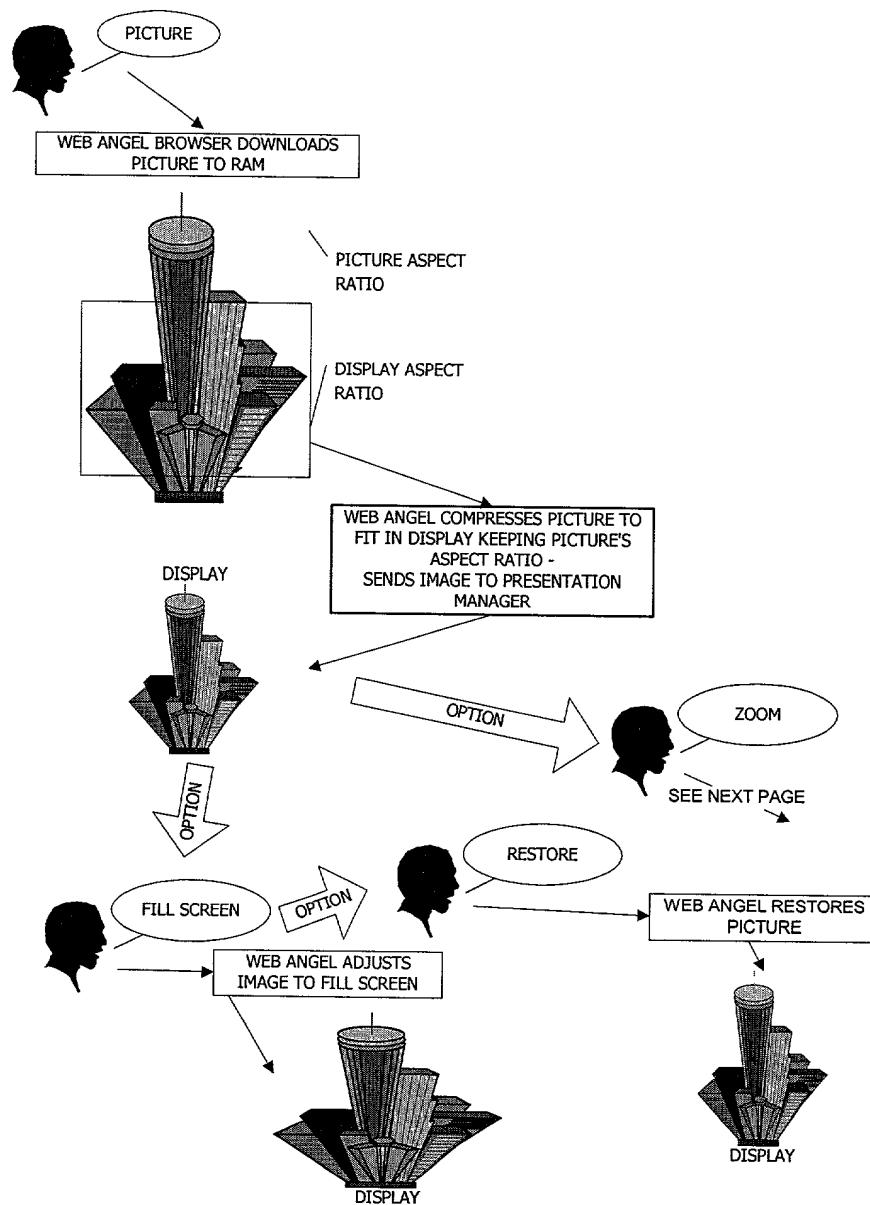 PICTURE
WEB ANGEL BROWSER DOWNLOADS
PICTURE TO RAM
PICTURE ASPECT
RATIO
DISPLAY ASPECT
RATIO
WEB ANGEL COMPRESSES PICTURE TO
FIT IN DISPLAY KEEPING PICTURE'S
ASPECT RATIO -
SENDS IMAGE TO PRESENTATION
MANAGER
DISPLAY
OPTION
ZOOM
SEE NEXT PAGE
OPTION
RESTORE
FILL SCREEN
OPTION
WEB ANGEL RESTORES
PICTURE
WEB ANGEL ADJUSTS
IMAGE TO FILL SCREEN
DISPLAY
DISPLAY